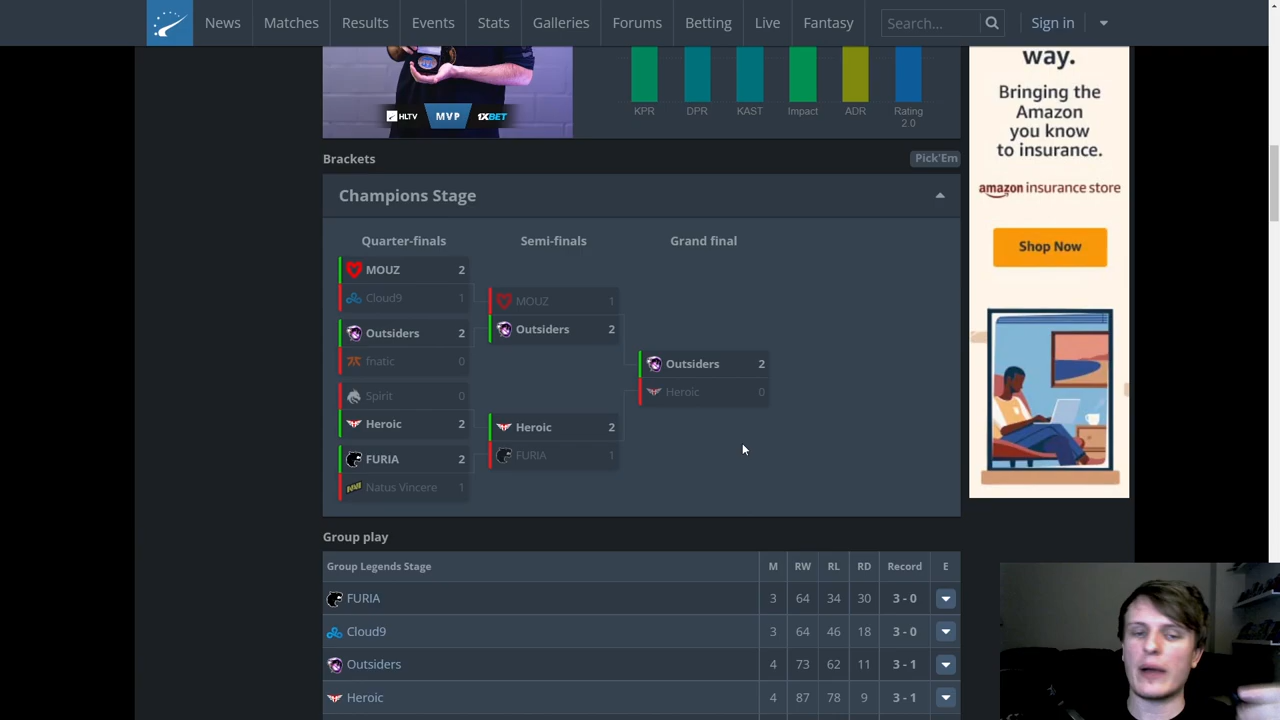 News Matches Results Events Stats Galleries Forums Betting Live Fantasy Search... Sign in
way.
Bringing the
Amazon
you know
to insurance.
amazon insurance store
Shop Now
HLTV MVP 1XBET
KPR DPR KAST Impact ADR Rating
2.0
Brackets Pick'Em
Champions Stage
Quarter-finals Semi-finals Grand final
MOUZ 2
Cloud9 1
MOUZ 1
Outsiders 2
Outsiders 2
fnatic 0
Outsiders 2
Heroic 0
Spirit 0
Heroic 2
Heroic 2
FURIA 1
FURIA 2
Natus Vincere 1
Group play
Group Legends Stage M RW RL RD Record E
FURIA 3 64 34 30 3 - 0
Cloud9 3 64 46 18 3 - 0
Outsiders 4 73 62 11 3 - 1
Heroic 4 87 78 9 3 - 1